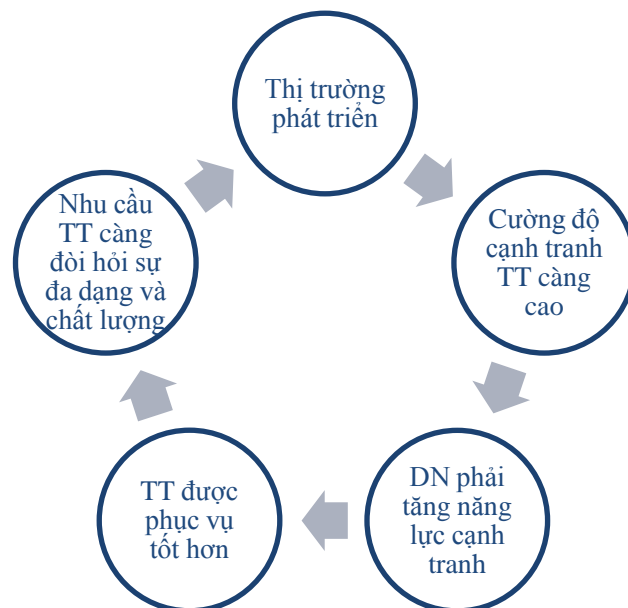 Thị trường
phát triển
Cường độ
cạnh tranh
TT càng
cao
DN phải
tăng năng
lực cạnh
tranh
TT được
phục vụ
tốt hơn
Nhu cầu
TT càng
đòi hỏi sự
đa dạng và
chất lượng